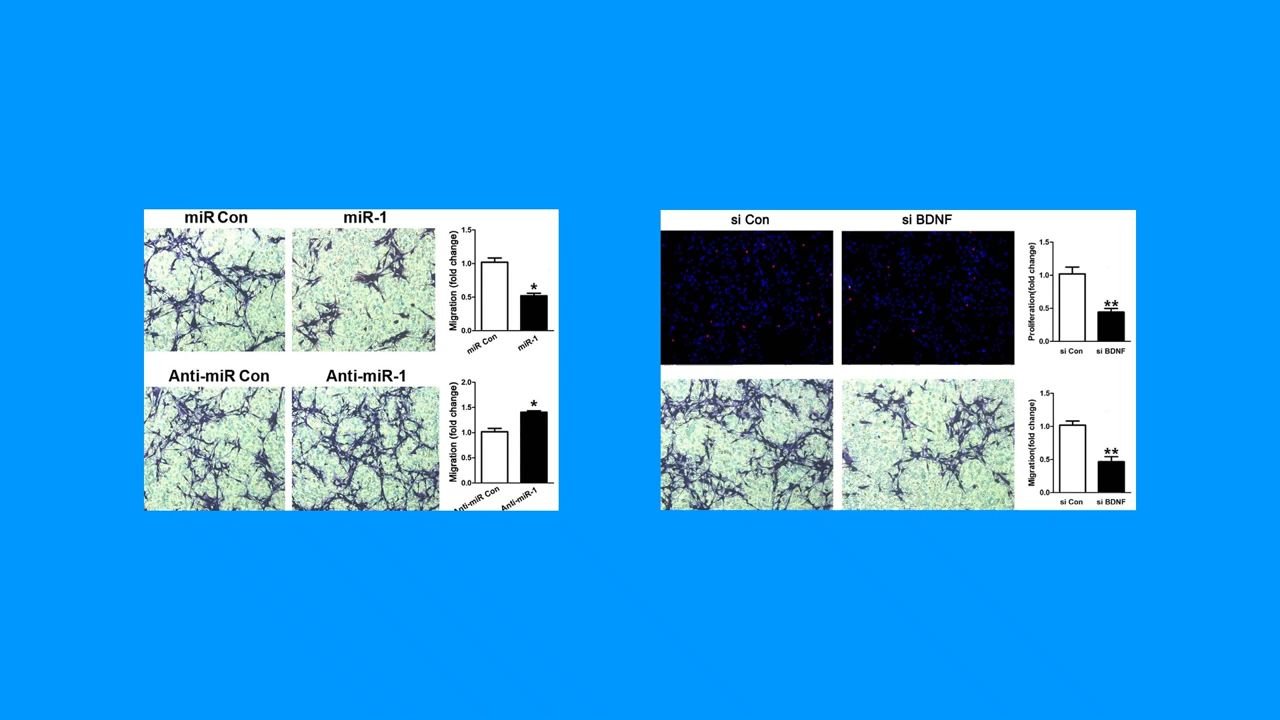 miR Con
miR-1
Migration (fold change)
1.5
1.0
0.5
0.0
*
miR Con
miR-1
Anti-miR Con
Anti-miR-1
Migration (fold change)
2.0
1.5
1.0
0.5
0.0
*
Anti-miR Con
Anti-miR-1
si Con
si BDNF
Proliferation(fold change)
1.5
1.0
0.5
0.0
**
si Con
si BDNF
Migration(fold change)
1.5
1.0
0.5
0.0
**
si Con
si BDNF